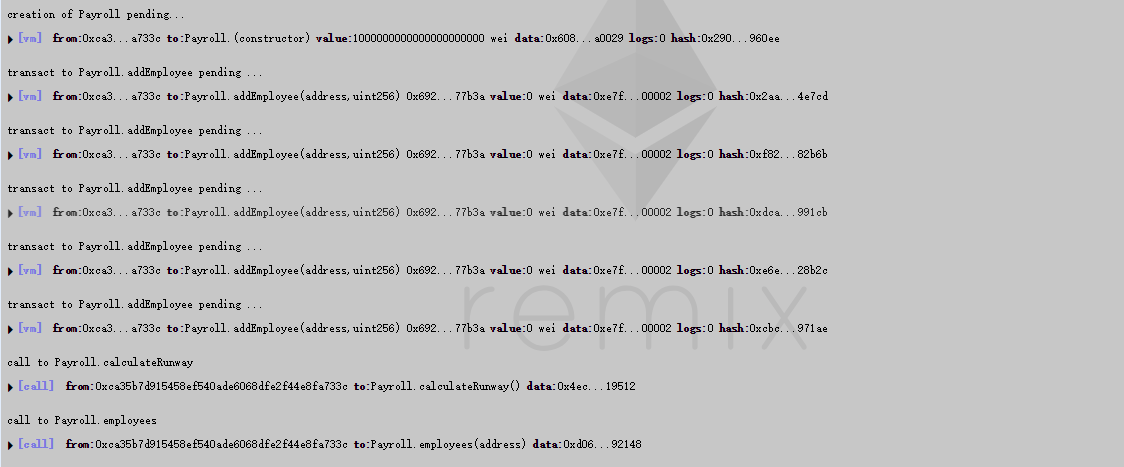 creation of Payroll pending...
[vm] from:0xca3...a733c to:Payroll.(constructor) value:100000000000000000000 wei data:0x608...a0029 logs:0 hash:0x290...960ee
transact to Payroll.addEmployee pending ...
[vm] from:0xca3...a733c to:Payroll.addEmployee(address,uint256) 0x692...77b3a value:0 wei data:0xe7f...00002 logs:0 hash:0x2aa...4e7cd
transact to Payroll.addEmployee pending ...
[vm] from:0xca3...a733c to:Payroll.addEmployee(address,uint256) 0x692...77b3a value:0 wei data:0xe7f...00002 logs:0 hash:0xf82...82b6b
transact to Payroll.addEmployee pending ...
[vm] from:0xca3...a733c to:Payroll.addEmployee(address,uint256) 0x692...77b3a value:0 wei data:0xe7f...00002 logs:0 hash:0xdca...991cb
transact to Payroll.addEmployee pending ...
[vm] from:0xca3...a733c to:Payroll.addEmployee(address,uint256) 0x692...77b3a value:0 wei data:0xe7f...00002 logs:0 hash:0xe6e...28b2c
transact to Payroll.addEmployee pending ...
[vm] from:0xca3...a733c to:Payroll.addEmployee(address,uint256) 0x692...77b3a value:0 wei data:0xe7f...00002 logs:0 hash:0xcbc...971ae
remix
call to Payroll.calculateRunway
[call] from:0xca35b7d915458ef540ade6068dfe2f44e8fa733c to:Payroll.calculateRunway() data:0x4ec...19512
call to Payroll.employees
[call] from:0xca35b7d915458ef540ade6068dfe2f44e8fa733c to:Payroll.employees(address) data:0xd06...92148